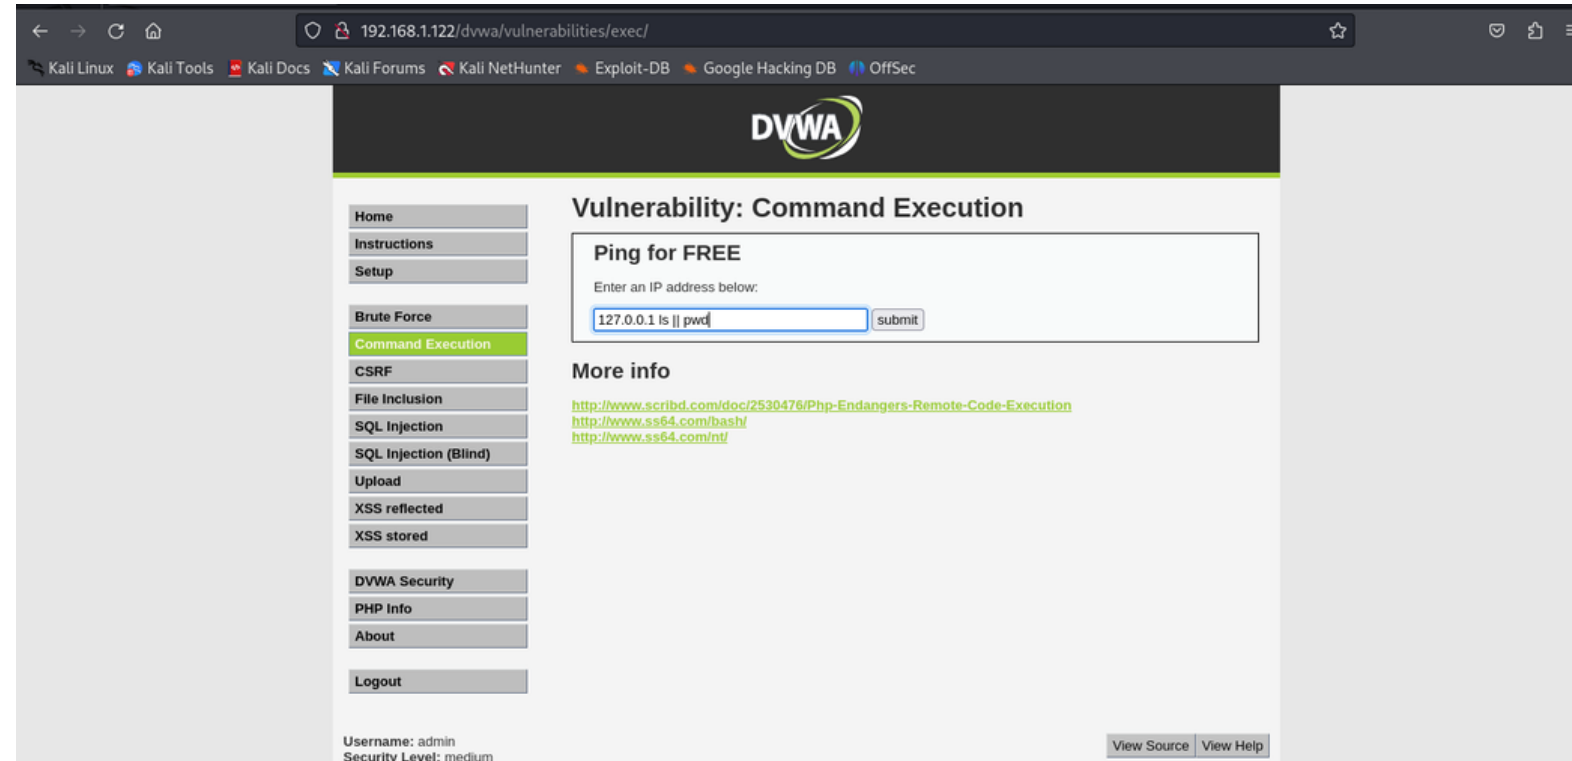 192.168.1.122/dvwa/vulnerabilities/exec/
Kali Linux Kali Tools Kali Docs Kali Forums Kali NetHunter Exploit-DB Google Hacking DB OffSec
DVWA
Home
Instructions
Setup
Brute Force
Command Execution
CSRF
File Inclusion
SQL Injection
SQL Injection (Blind)
Upload
XSS reflected
XSS stored
DVWA Security
PHP Info
About
Logout
Vulnerability: Command Execution
Ping for FREE
Enter an IP address below:
127.0.0.1 ls || pwd submit
More info
http://www.scribd.com/doc/2530476/Php-Endangers-Remote-Code-Execution
http://www.ss64.com/bash/
http://www.ss64.com/nt/
Username: admin
Security Level: medium
View Source View Help